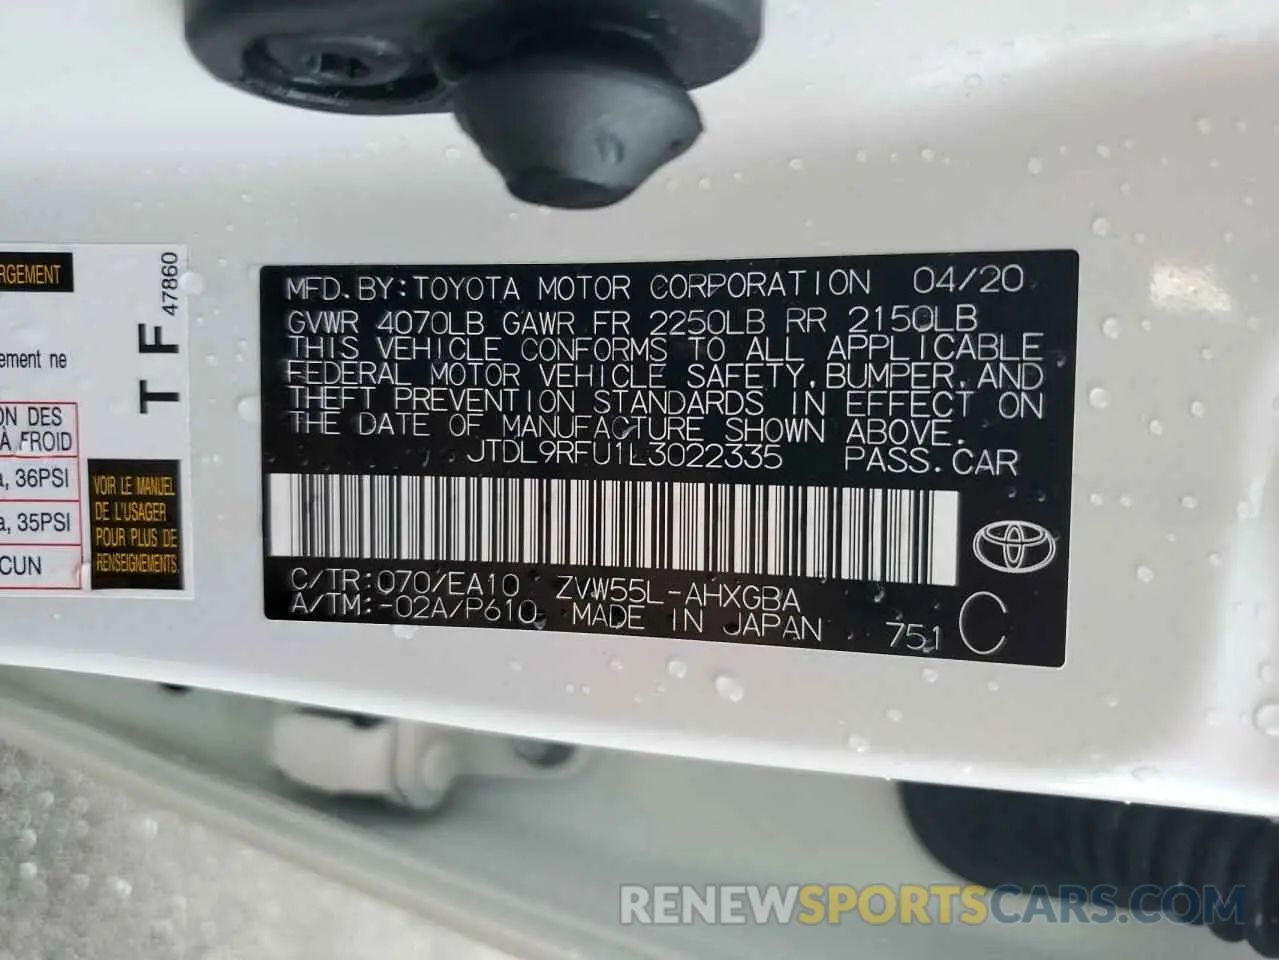 RGEMENT
47860
T F
ement ne
ON DES
À FROID
a, 36PSI
a, 35PSI
CUN
VOIR LE MANUEL
DE L'USAGER
POUR PLUS DE
RENSEIGNEMENTS.
MFD. BY: TOYOTA MOTOR CORPORATION 04/20
GVWR 4070LB GAWR FR 2250LB RR 2150LB
THIS VEHICLE CONFORMS TO ALL APPLICABLE
FEDERAL MOTOR VEHICLE SAFETY, BUMPER, AND
THEFT PREVENTION STANDARDS IN EFFECT ON
THE DATE OF MANUFACTURE SHOWN ABOVE.
JTDL9RFU1L3022335 PASS. CAR
C/TR: 070/EA10 ZVW55L-AHXGBA
A/TM: -02A/P610 MADE IN JAPAN 751 C
RENEWSPORTSCARS.COM